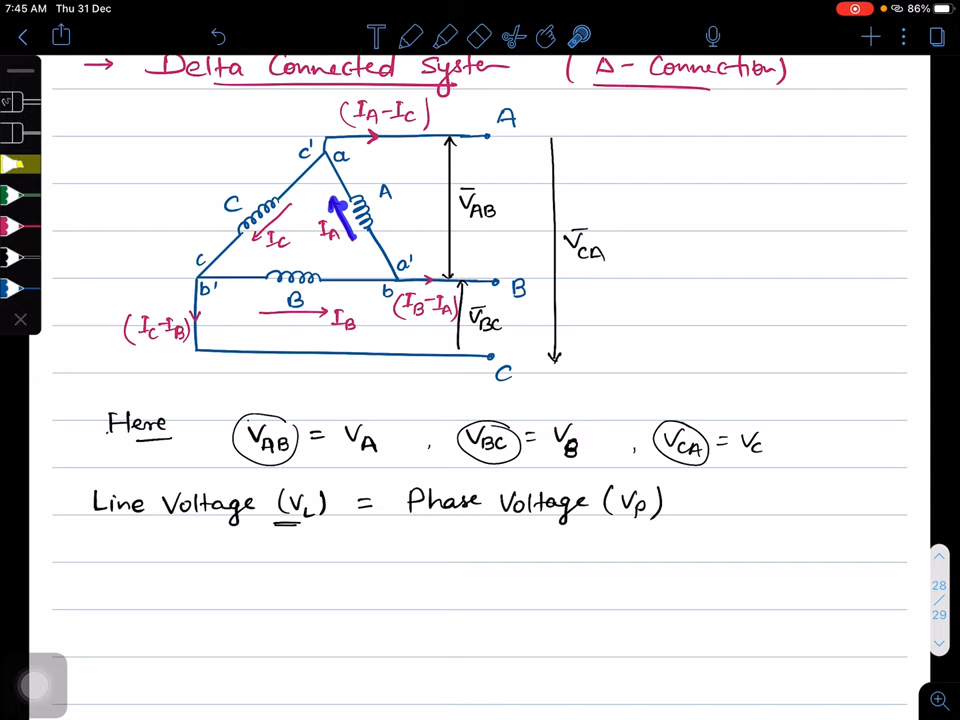 7:45 AM Thu 31 Dec
86%
→ Delta Connected System (Δ- Connection)
(IA-IC)
A
c' a
C
A
V̄AB
IC
IA
V̄CA
c
a'
b'
b
B
B
(IC-IB)
IB
(IB-IA)
V̄BC
C
Here VAB = VA , VBC = VB , VCA = VC
Line Voltage (VL) = Phase Voltage (VP)
28
/
29